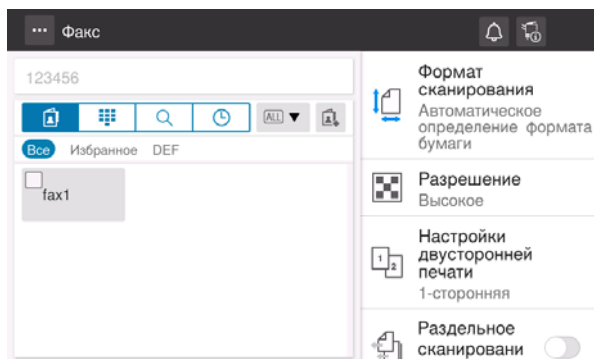 Факс
123456
ALL
Все Избранное DEF
fax1
Формат
сканирования
Автоматическое
определение формата
бумаги
Разрешение
Высокое
Настройки
двусторонней
печати
1-сторонняя
Раздельное
сканировани